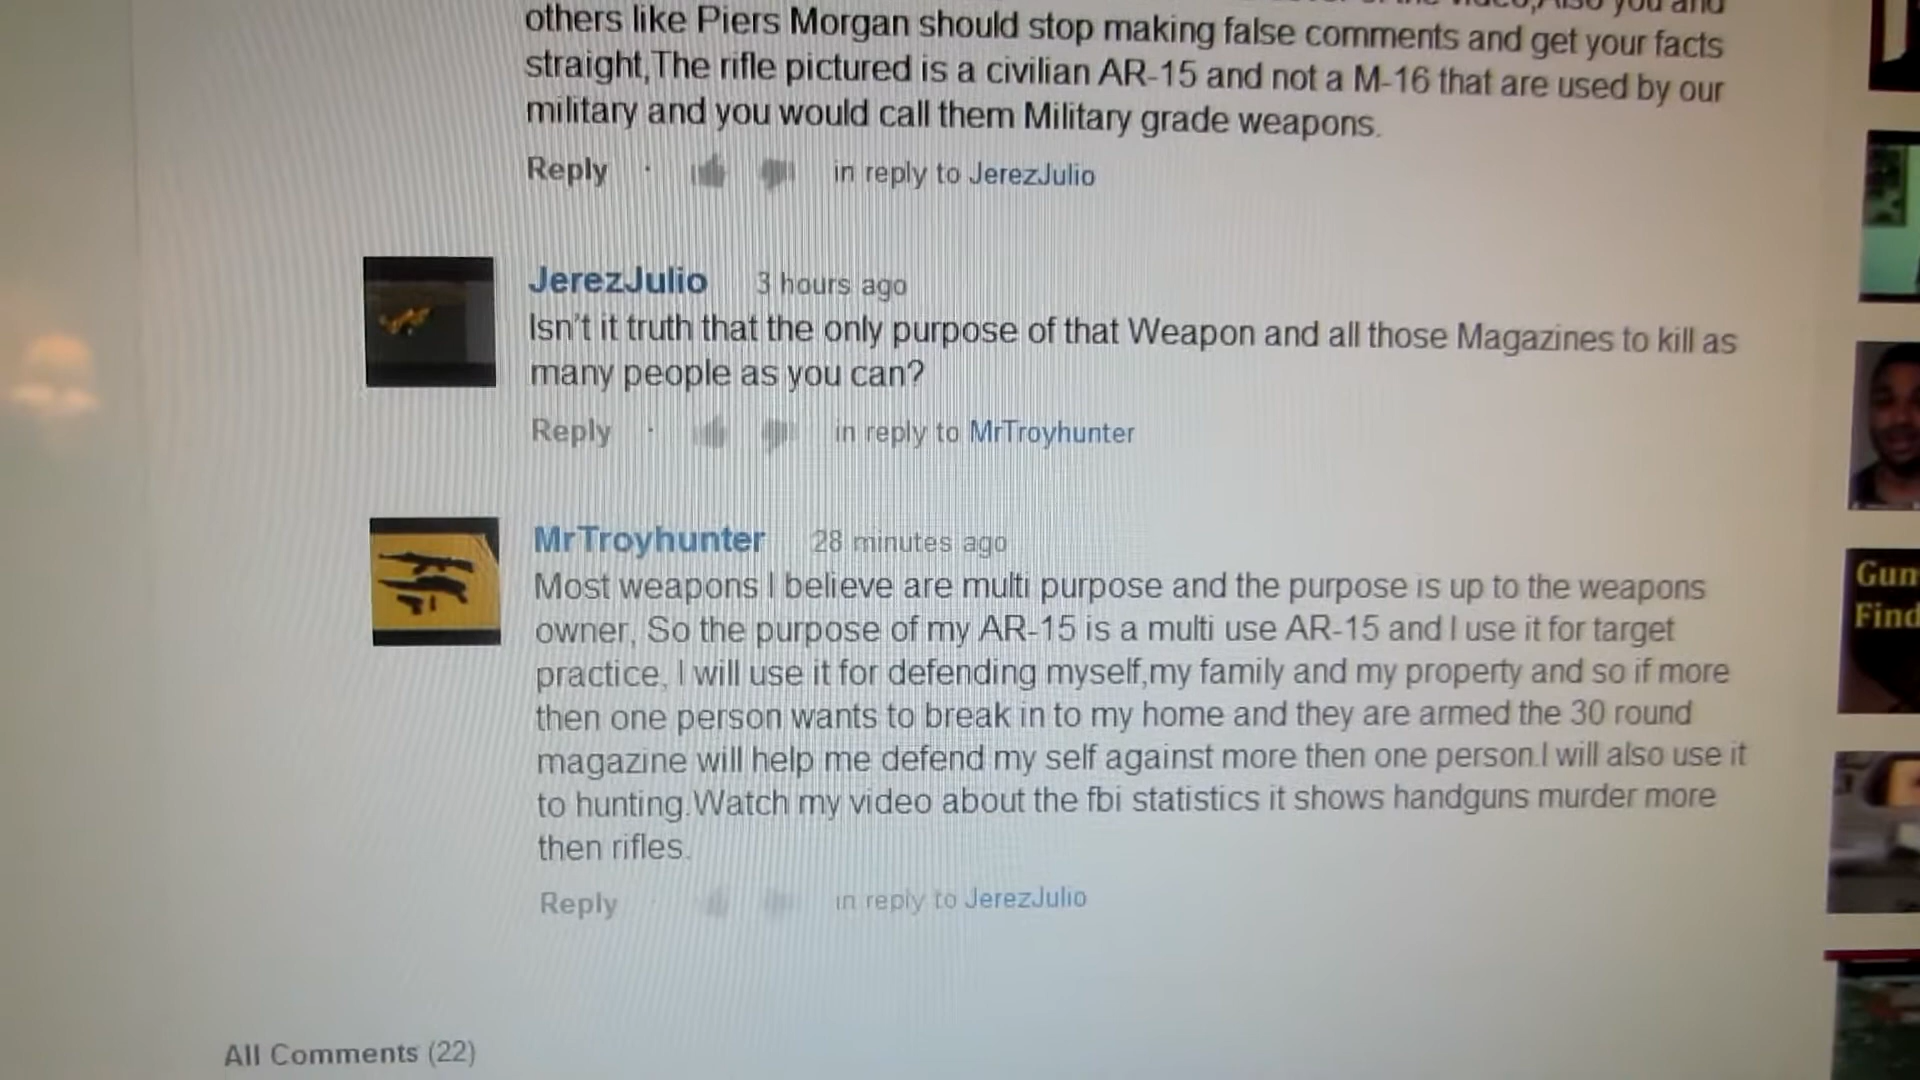 the video,Also you and
others like Piers Morgan should stop making false comments and get your facts
straight,The rifle pictured is a civilian AR-15 and not a M-16 that are used by our
military and you would call them Military grade weapons.
Reply · in reply to JerezJulio
JerezJulio 3 hours ago
Isn't it truth that the only purpose of that Weapon and all those Magazines to kill as
many people as you can?
Reply · in reply to MrTroyhunter
MrTroyhunter 28 minutes ago
Most weapons I believe are multi purpose and the purpose is up to the weapons
owner, So the purpose of my AR-15 is a multi use AR-15 and I use it for target
practice, I will use it for defending myself,my family and my property and so if more
then one person wants to break in to my home and they are armed the 30 round
magazine will help me defend my self against more then one person.I will also use it
to hunting.Watch my video about the fbi statistics it shows handguns murder more
then rifles.
Reply · in reply to JerezJulio
All Comments (22)
Gun
Find